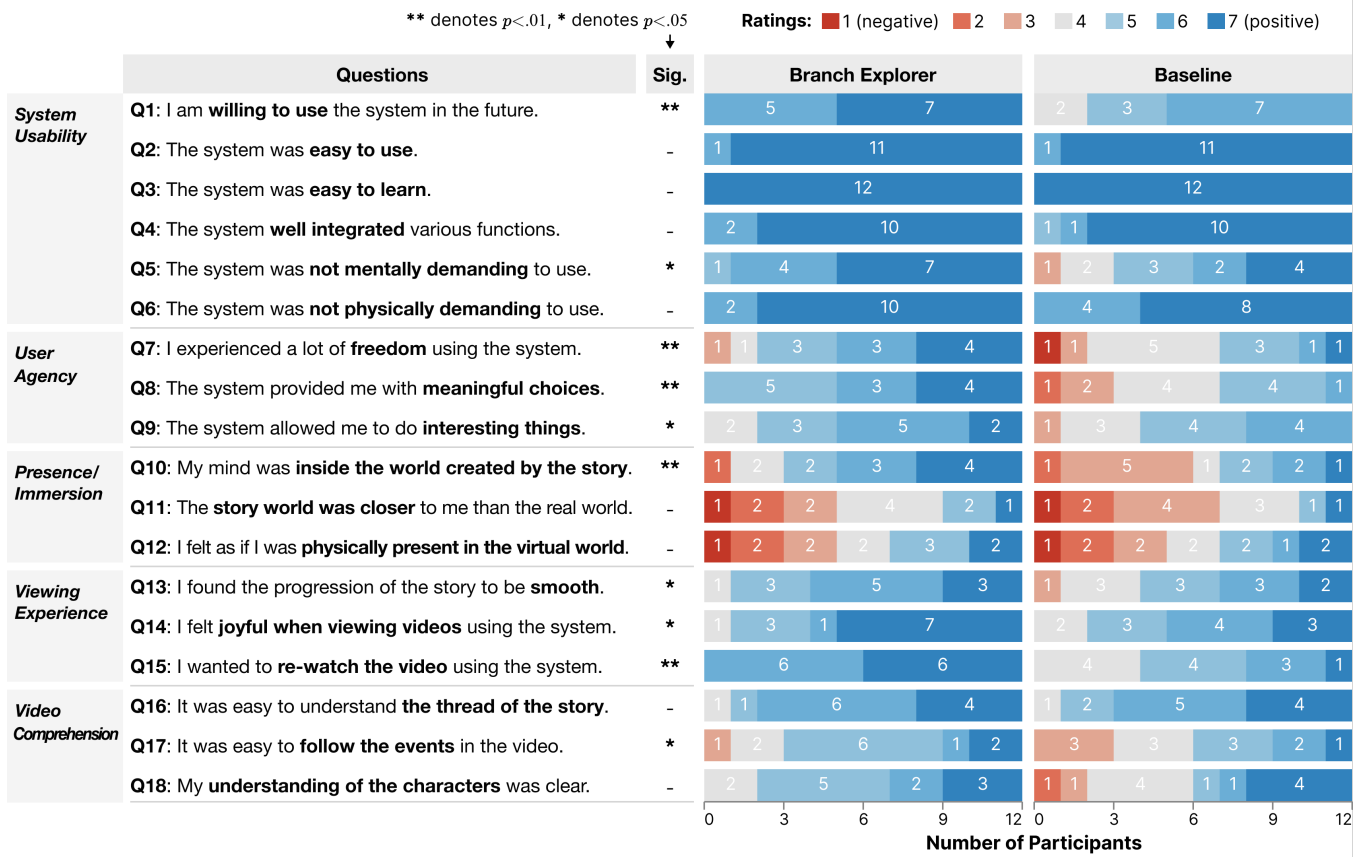 ** denotes p<.01, * denotes p<.05
Ratings: 1 (negative) 2 3 4 5 6 7 (positive)
Questions Sig. Branch Explorer Baseline
System
Usability
Q1: I am willing to use the system in the future. ** 5 7 2 3 7
Q2: The system was easy to use. - 1 11 1 11
Q3: The system was easy to learn. - 12 12
Q4: The system well integrated various functions. - 2 10 1 1 10
Q5: The system was not mentally demanding to use. * 1 4 7 1 2 3 2 4
Q6: The system was not physically demanding to use. - 2 10 4 8
User
Agency
Q7: I experienced a lot of freedom using the system. ** 1 1 3 3 4 1 1 5 3 1 1
Q8: The system provided me with meaningful choices. ** 5 3 4 1 2 4 4 1
Q9: The system allowed me to do interesting things. * 2 3 5 2 1 3 4 4
Presence/
Immersion
Q10: My mind was inside the world created by the story. ** 1 2 2 3 4 1 5 1 2 2 1
Q11: The story world was closer to me than the real world. - 1 2 2 4 2 1 1 2 4 3 1 1
Q12: I felt as if I was physically present in the virtual world. - 1 2 2 2 3 2 1 2 2 2 2 1 2
Viewing
Experience
Q13: I found the progression of the story to be smooth. * 1 3 5 3 1 3 3 3 2
Q14: I felt joyful when viewing videos using the system. * 1 3 1 7 2 3 4 3
Q15: I wanted to re-watch the video using the system. ** 6 6 4 4 3 1
Video
Comprehension
Q16: It was easy to understand the thread of the story. - 1 1 6 4 1 2 5 4
Q17: It was easy to follow the events in the video. * 1 2 6 1 2 3 3 3 2 1
Q18: My understanding of the characters was clear. - 2 5 2 3 1 1 4 1 1 4
0 3 6 9 12 0 3 6 9 12
Number of Participants